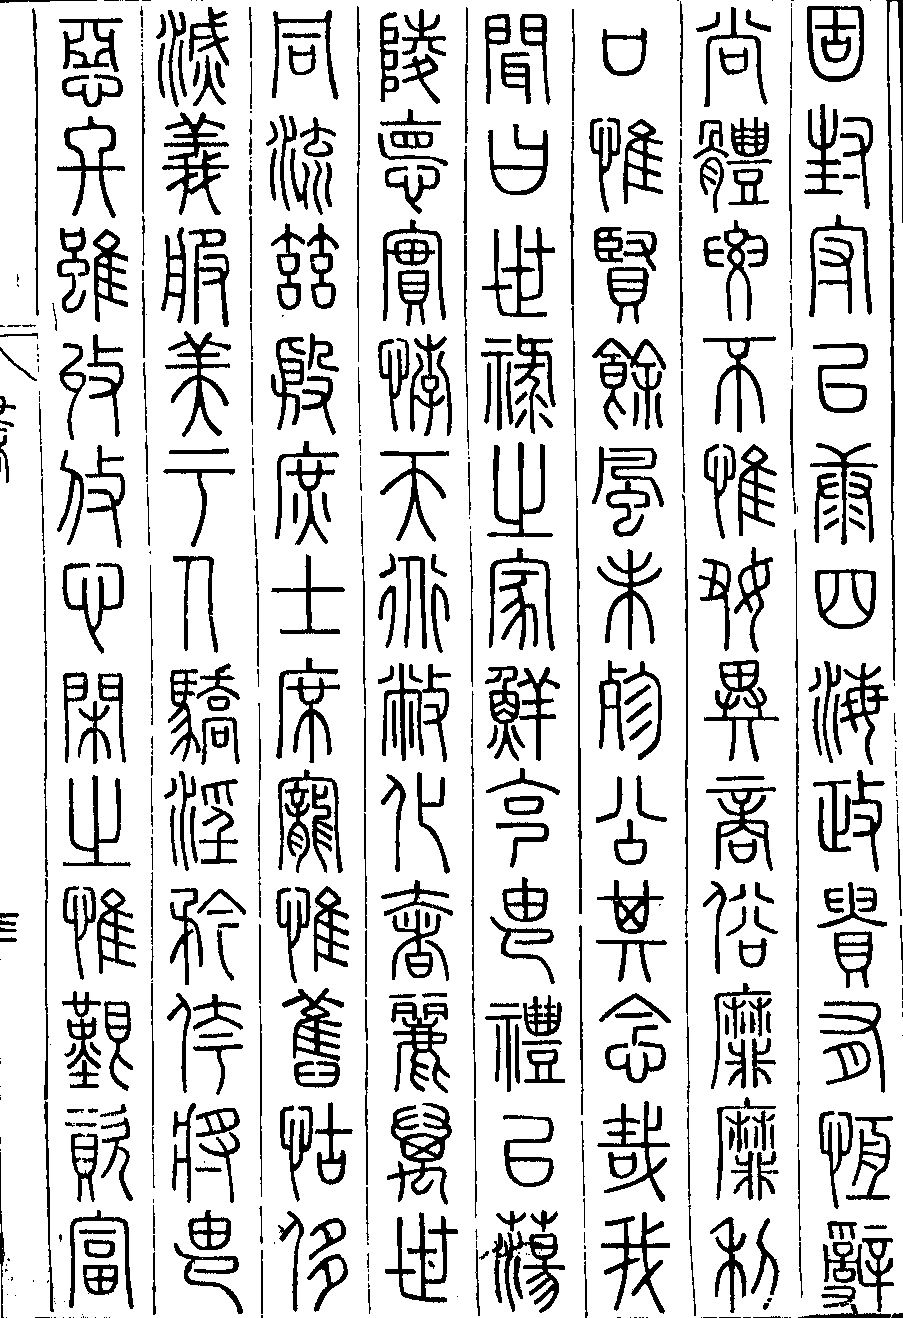 固封守以康四海政貴有恆辭
尚體要不惟好異商俗靡靡利
口惟賢餘風未殄公其念哉我
聞曰世祿之家鮮克由禮以蕩
陵德實悖天道敝化奢麗萬世
同流茲殷庶士席寵惟舊怙侈
滅義服美于人驕淫矜侉將由
惡終雖收放心閑之惟艱資富